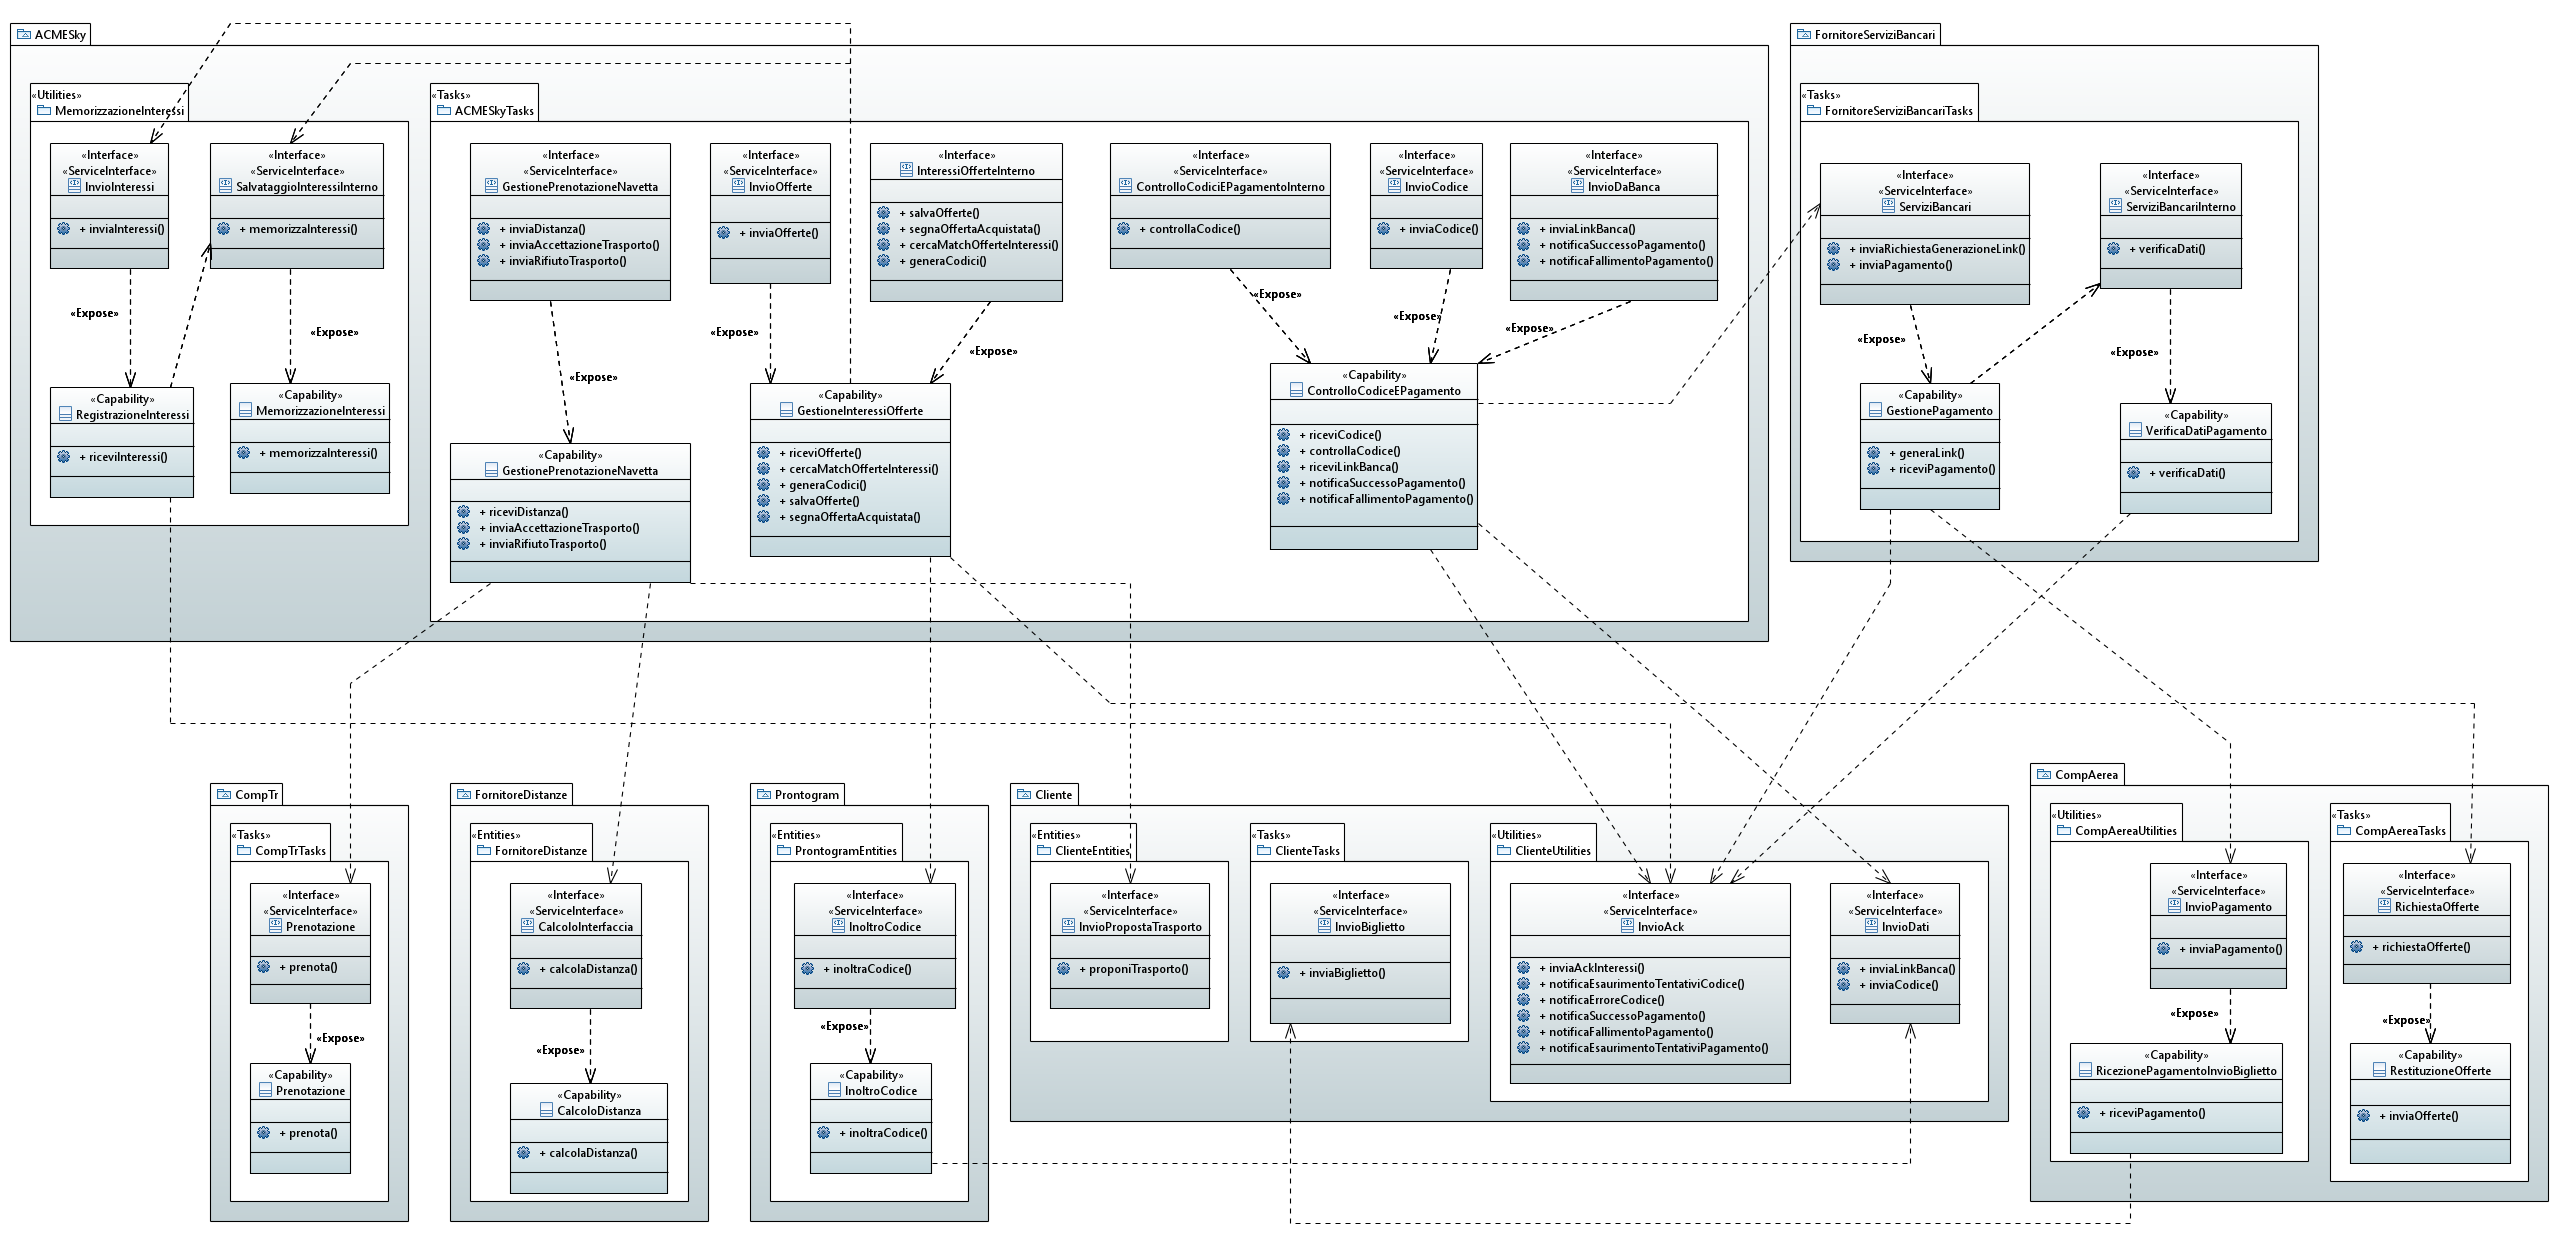 ACMESky
«Utilities»
MemorizzazioneInteressi
«Interface»
«ServiceInterface»
InvioInteressi
+ inviaInteressi()
«Interface»
«ServiceInterface»
SalvataggioInteressiInterno
+ memorizzaInteressi()
«Expose»
«Expose»
«Capability»
RegistrazioneInteressi
+ riceviInteressi()
«Capability»
MemorizzazioneInteressi
+ memorizzaInteressi()
«Tasks»
ACMESkyTasks
«Interface»
«ServiceInterface»
GestionePrenotazioneNavetta
+ inviaDistanza()
+ inviaAccettazioneTrasporto()
+ inviaRifiutoTrasporto()
«Interface»
«ServiceInterface»
InvioOfferte
+ inviaOfferte()
«Interface»
InteressiOfferteInterno
+ salvaOfferte()
+ segnaOffertaAcquistata()
+ cercaMatchOfferteInteressi()
+ generaCodici()
«Interface»
«ServiceInterface»
ControlloCodiciEPagamentoInterno
+ controllaCodice()
«Interface»
«ServiceInterface»
InvioCodice
+ inviaCodice()
«Interface»
«ServiceInterface»
InvioDaBanca
+ inviaLinkBanca()
+ notificaSuccessoPagamento()
+ notificaFallimentoPagamento()
«Expose»
«Expose»
«Expose»
«Expose»
«Expose»
«Expose»
«Capability»
GestionePrenotazioneNavetta
+ riceviDistanza()
+ inviaAccettazioneTrasporto()
+ inviaRifiutoTrasporto()
«Capability»
GestioneInteressiOfferte
+ riceviOfferte()
+ cercaMatchOfferteInteressi()
+ generaCodici()
+ salvaOfferte()
+ segnaOffertaAcquistata()
«Capability»
ControlloCodiceEPagamento
+ riceviCodice()
+ controllaCodice()
+ riceviLinkBanca()
+ notificaSuccessoPagamento()
+ notificaFallimentoPagamento()
FornitoreServiziBancari
«Tasks»
FornitoreServiziBancariTasks
«Interface»
«ServiceInterface»
ServiziBancari
+ inviaRichiestaGenerazioneLink()
+ inviaPagamento()
«Interface»
«ServiceInterface»
ServiziBancariInterno
+ verificaDati()
«Expose»
«Expose»
«Capability»
GestionePagamento
+ generaLink()
+ riceviPagamento()
«Capability»
VerificaDatiPagamento
+ verificaDati()
CompTr
«Tasks»
CompTrTasks
«Interface»
«ServiceInterface»
Prenotazione
+ prenota()
«Expose»
«Capability»
Prenotazione
+ prenota()
FornitoreDistanze
«Entities»
FornitoreDistanze
«Interface»
«ServiceInterface»
CalcoloInterfaccia
+ calcolaDistanza()
«Expose»
«Capability»
CalcoloDistanza
+ calcolaDistanza()
Prontogram
«Entities»
ProntogramEntities
«Interface»
«ServiceInterface»
InoltroCodice
+ inoltraCodice()
«Expose»
«Capability»
InoltroCodice
+ inoltraCodice()
Cliente
«Entities»
ClienteEntities
«Interface»
«ServiceInterface»
InvioPropostaTrasporto
+ proponiTrasporto()
«Tasks»
ClienteTasks
«Interface»
«ServiceInterface»
InvioBiglietto
+ inviaBiglietto()
«Utilities»
ClienteUtilities
«Interface»
«ServiceInterface»
InvioAck
+ inviaAckInteressi()
+ notificaEsaurimentoTentativiCodice()
+ notificaErroreCodice()
+ notificaSuccessoPagamento()
+ notificaFallimentoPagamento()
+ notificaEsaurimentoTentativiPagamento()
«Interface»
«ServiceInterface»
InvioDati
+ inviaLinkBanca()
+ inviaCodice()
CompAerea
«Utilities»
CompAereaUtilities
«Interface»
«ServiceInterface»
InvioPagamento
+ inviaPagamento()
«Expose»
«Capability»
RicezionePagamentoInvioBiglietto
+ riceviPagamento()
«Tasks»
CompAereaTasks
«Interface»
«ServiceInterface»
RichiestaOfferte
+ richiestaOfferte()
«Expose»
«Capability»
RestituzioneOfferte
+ inviaOfferte()